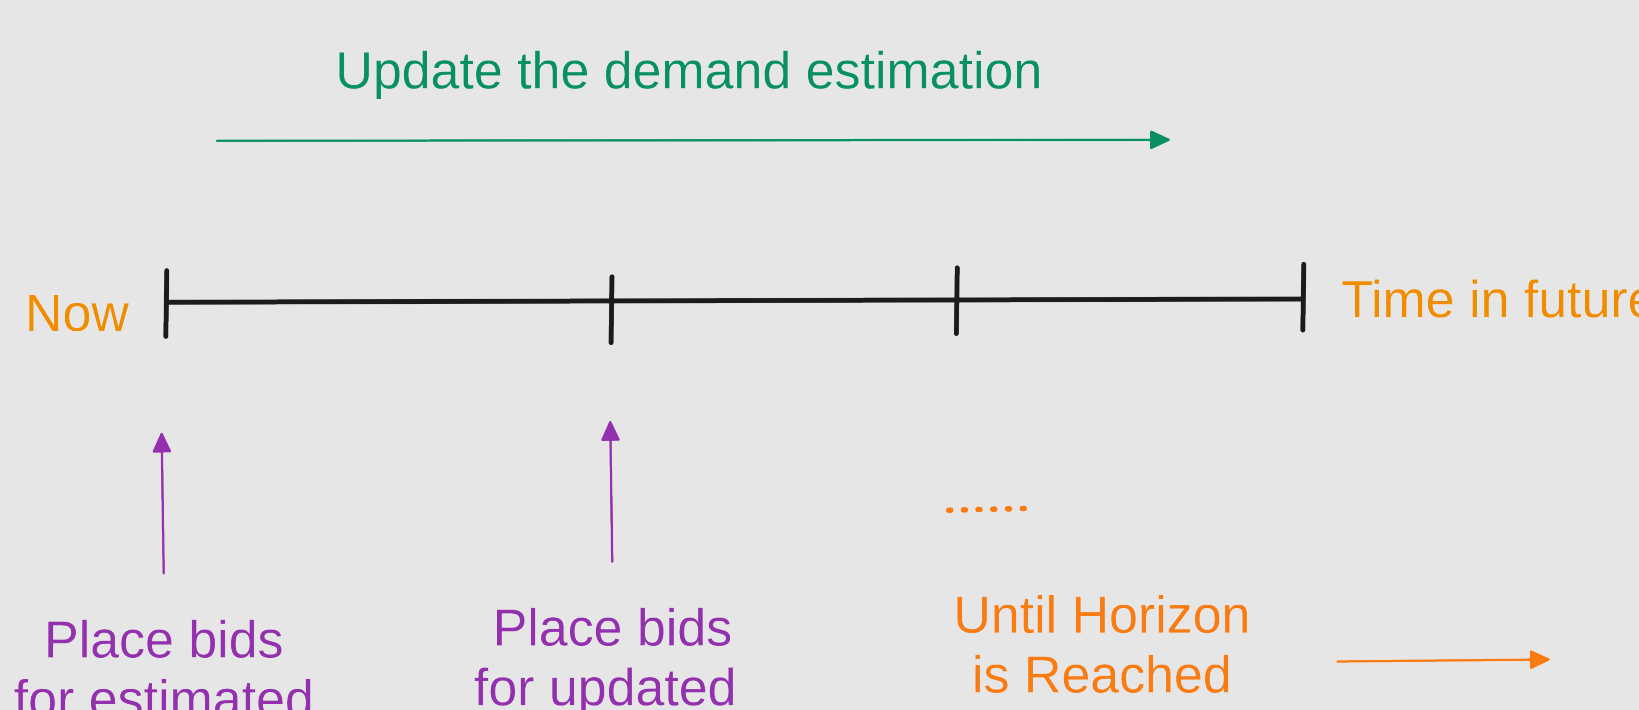 Update the demand estimation
Now
Time in future
Place bids
for estimated
Place bids
for updated
Until Horizon
is Reached